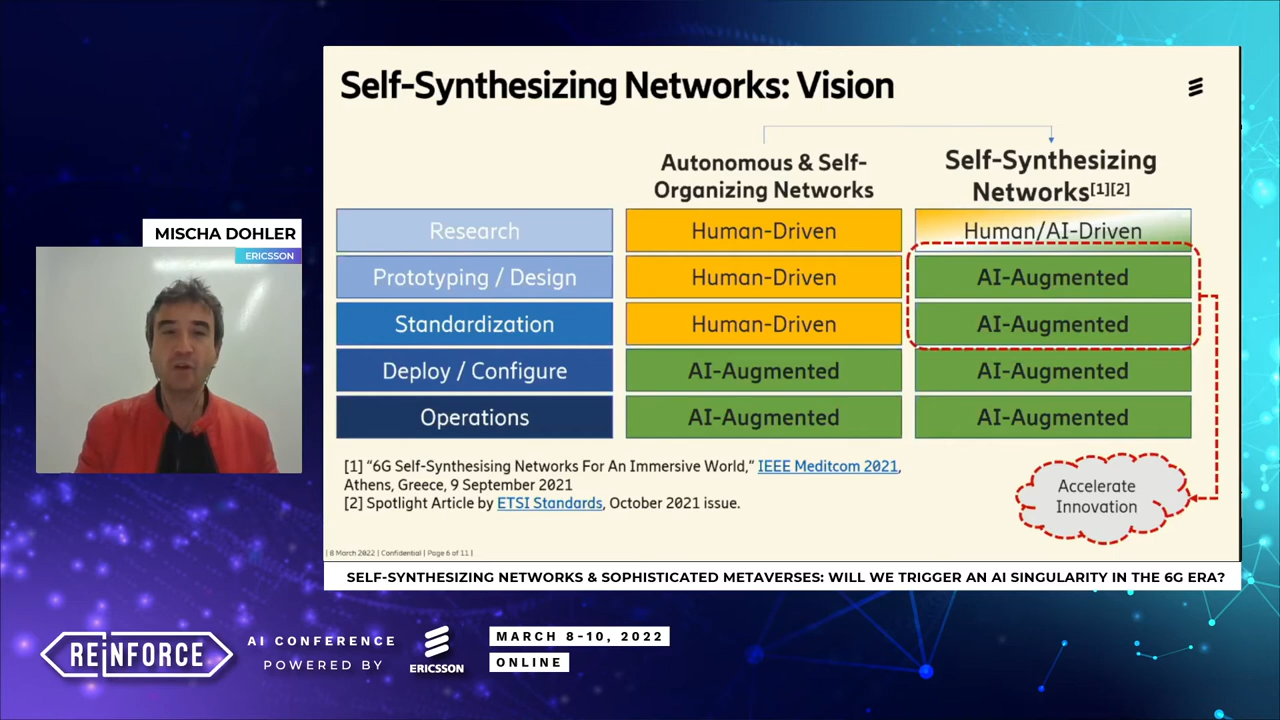 Self-Synthesizing Networks: Vision
Autonomous & Self-
Organizing Networks
Self-Synthesizing
Networks[1][2]
Research
Human-Driven
Human/AI-Driven
Prototyping / Design
Human-Driven
AI-Augmented
Standardization
Human-Driven
AI-Augmented
Deploy / Configure
AI-Augmented
AI-Augmented
Operations
AI-Augmented
AI-Augmented
[1] “6G Self-Synthesising Networks For An Immersive World,” IEEE Meditcom 2021,
Athens, Greece, 9 September 2021
[2] Spotlight Article by ETSI Standards, October 2021 issue.
Accelerate
Innovation
| 8 March 2022 | Confidential | Page 6 of 11 |
MISCHA DOHLER
ERICSSON
SELF-SYNTHESIZING NETWORKS & SOPHISTICATED METAVERSES: WILL WE TRIGGER AN AI SINGULARITY IN THE 6G ERA?
REiNFORCE
AI CONFERENCE
POWERED BY
ERICSSON
MARCH 8-10, 2022
ONLINE